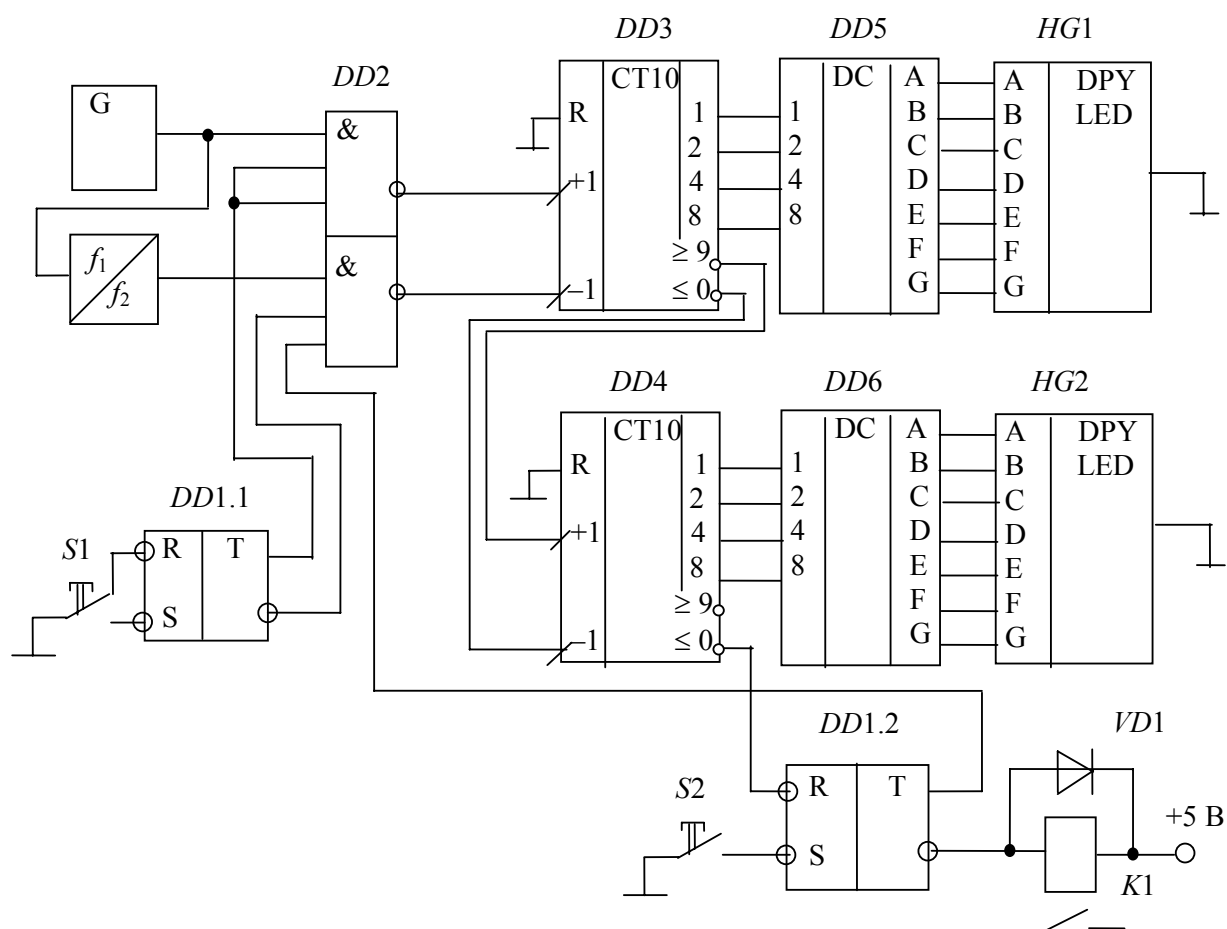 DD3
DD5
HG1
DD2
G
&
f1
f2
&
R
+1
−1
CT10
1
2
4
8
≥ 9
≤ 0
1
2
4
8
DC
A
B
C
D
E
F
G
A
B
C
D
E
F
G
DPY
LED
DD4
DD6
HG2
R
+1
−1
CT10
1
2
4
8
≥ 9
≤ 0
1
2
4
8
DC
A
B
C
D
E
F
G
A
B
C
D
E
F
G
DPY
LED
DD1.1
S1
R
T
S
DD1.2
VD1
S2
R
T
S
+5 В
K1